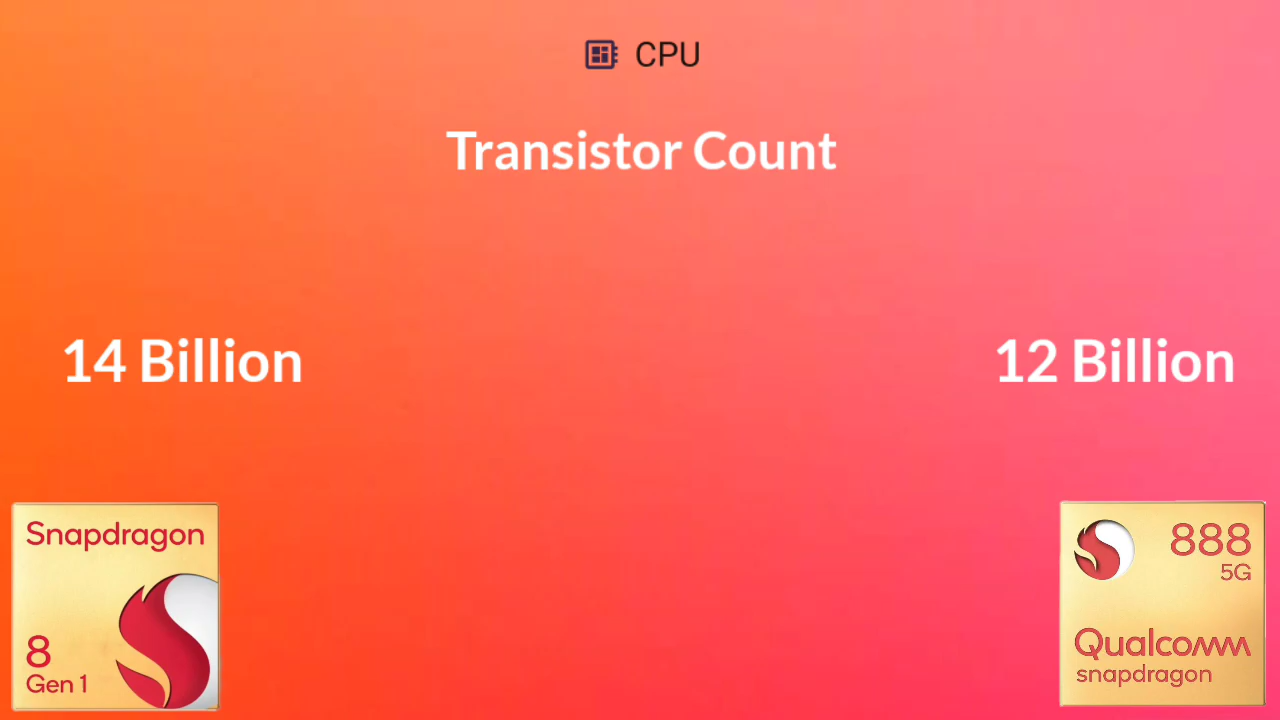 CPU
Transistor Count
14 Billion
12 Billion
Snapdragon
8
Gen 1
888
5G
Qualcomm
snapdragon